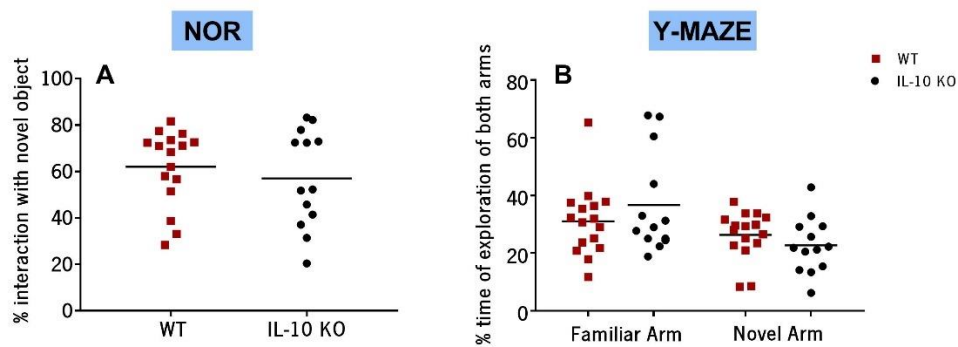 NOR
A
% interaction with novel object
100
80
60
40
20
0
WT
IL-10 KO
Y-MAZE
B
WT
IL-10 KO
% time of exploration of both arms
80
60
40
20
0
Familiar Arm
Novel Arm